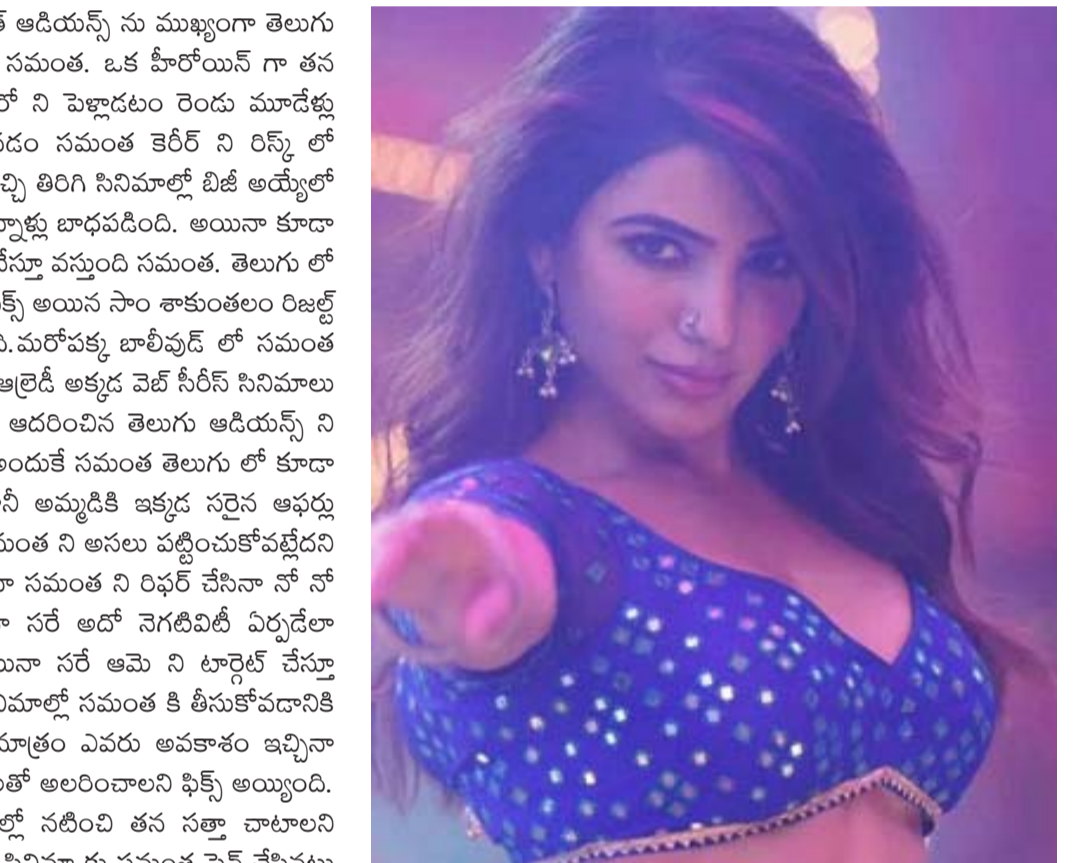 ఆడియన్స్ ను ముఖ్యంగా తెలుగు
సమంత. ఒక హీరోయిన్ గా తన
ని పెళ్లాడటం రెండు మూడేళ్లు
సమంత కెరీర్ ని రిస్క్ లో
తిరిగి సినిమాల్లో బిజీ అయ్యేలో
బాధపడింది. అయినా కూడా
వస్తుంది సమంత. తెలుగు లో
అయిన సాం శాకుంతలం రిజల్ట్
మరోపక్క బాలీవుడ్ లో సమంత
ఆల్రెడీ అక్కడ వెబ్ సీరీస్ సినిమాలు
ఆదరించిన తెలుగు ఆడియన్స్ ని
అందుకే సమంత తెలుగు లో కూడా
అమ్మడికి ఇక్కడ సరైన ఆఫర్లు
ని అసలు పట్టించుకోవట్లేదని
సమంత ని రిఫర్ చేసినా నో నో
సరే అదో నెగటివిటీ ఏర్పడేలా
సరే ఆమె ని టార్గెట్ చేస్తూ
సమంత కి తీసుకోవడానికి
ఎవరు అవకాశం ఇచ్చినా
అలరించాలని ఫిక్స్ అయ్యింది.
నటించి తన సత్తా చాటాలని